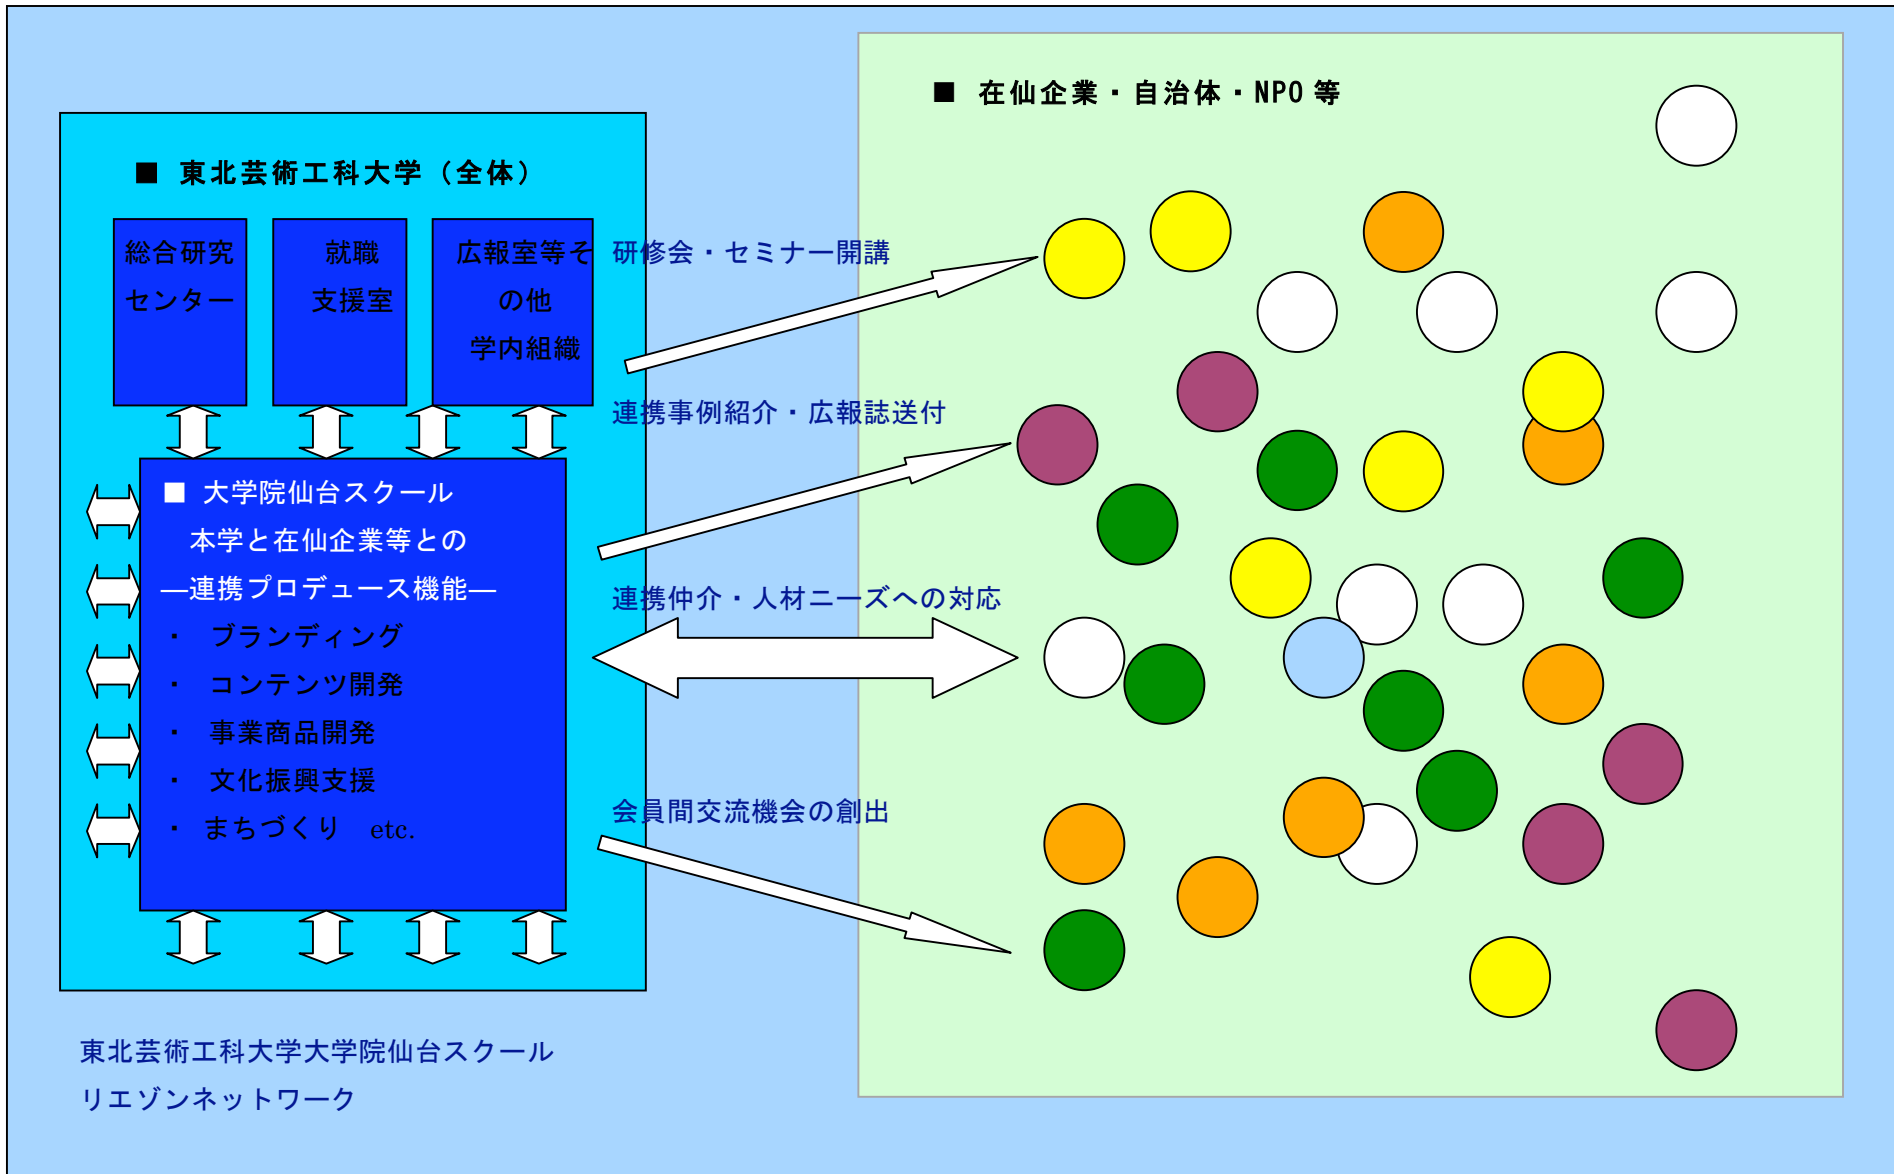 ■ 在仙企業・自治体・NPO 等
■ 東北芸術工科大学（全体）
総合研究
センター
就職
支援室
広報室等そ
の他
学内組織
研修会・セミナー開講
連携事例紹介・広報誌送付
連携仲介・人材ニーズへの対応
会員間交流機会の創出
■ 大学院仙台スクール
本学と在仙企業等との
―連携プロデュース機能―
・ ブランディング
・ コンテンツ開発
・ 事業商品開発
・ 文化振興支援
・ まちづくり etc.
東北芸術工科大学大学院仙台スクール
リエゾンネットワーク